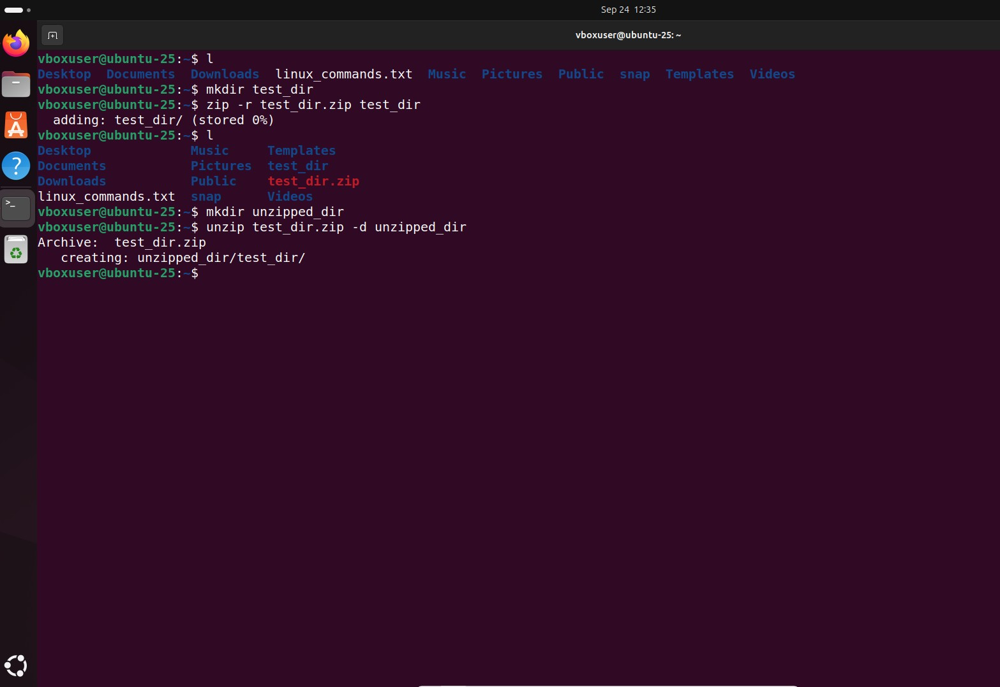 Sep 24 12:35
vboxuser@ubuntu-25: ~
vboxuser@ubuntu-25:~$ l
Desktop  Documents  Downloads  linux_commands.txt  Music  Pictures  Public  snap  Templates  Videos
vboxuser@ubuntu-25:~$ mkdir test_dir
vboxuser@ubuntu-25:~$ zip -r test_dir.zip test_dir
  adding: test_dir/ (stored 0%)
vboxuser@ubuntu-25:~$ l
Desktop             Music     Templates
Documents           Pictures  test_dir
Downloads           Public    test_dir.zip
linux_commands.txt  snap      Videos
vboxuser@ubuntu-25:~$ mkdir unzipped_dir
vboxuser@ubuntu-25:~$ unzip test_dir.zip -d unzipped_dir
Archive:  test_dir.zip
   creating: unzipped_dir/test_dir/
vboxuser@ubuntu-25:~$